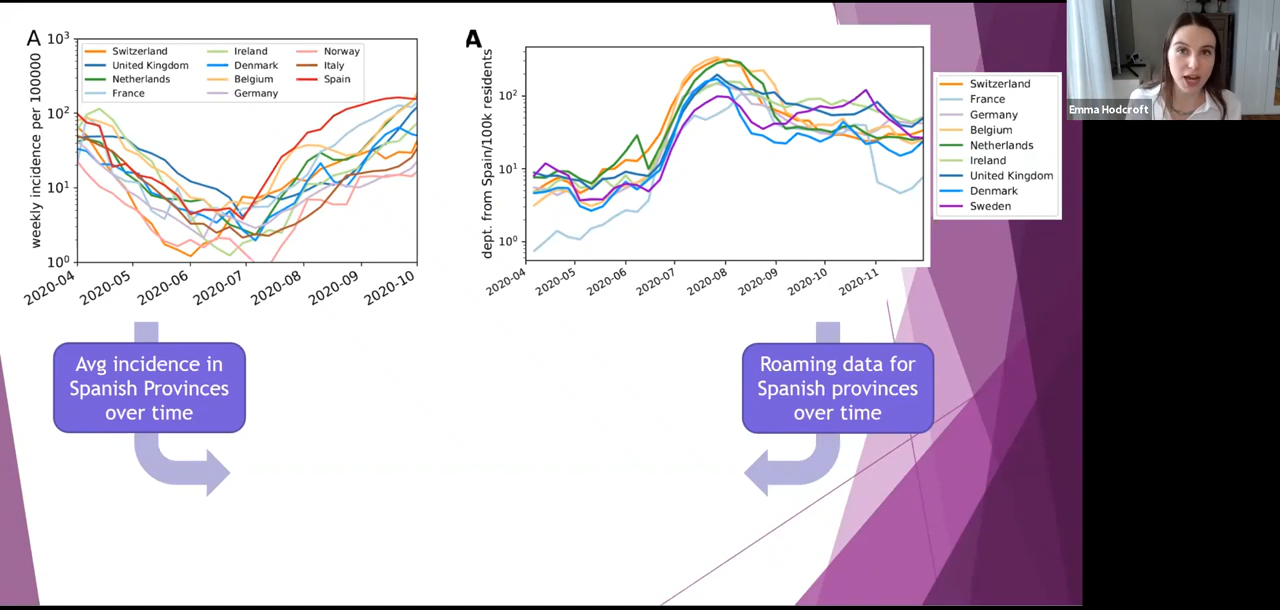 A
10³
10²
10¹
10⁰
weekly incidence per 100000
Switzerland
United Kingdom
Netherlands
France
Ireland
Denmark
Belgium
Germany
Norway
Italy
Spain
2020-04
2020-05
2020-06
2020-07
2020-08
2020-09
2020-10
A
10²
10¹
10⁰
dept. from Spain/100k residents
2020-04
2020-05
2020-06
2020-07
2020-08
2020-09
2020-10
2020-11
Switzerland
France
Germany
Belgium
Netherlands
Ireland
United Kingdom
Denmark
Sweden
Emma Hodcroft
Avg incidence in
Spanish Provinces
over time
Roaming data for
Spanish provinces
over time